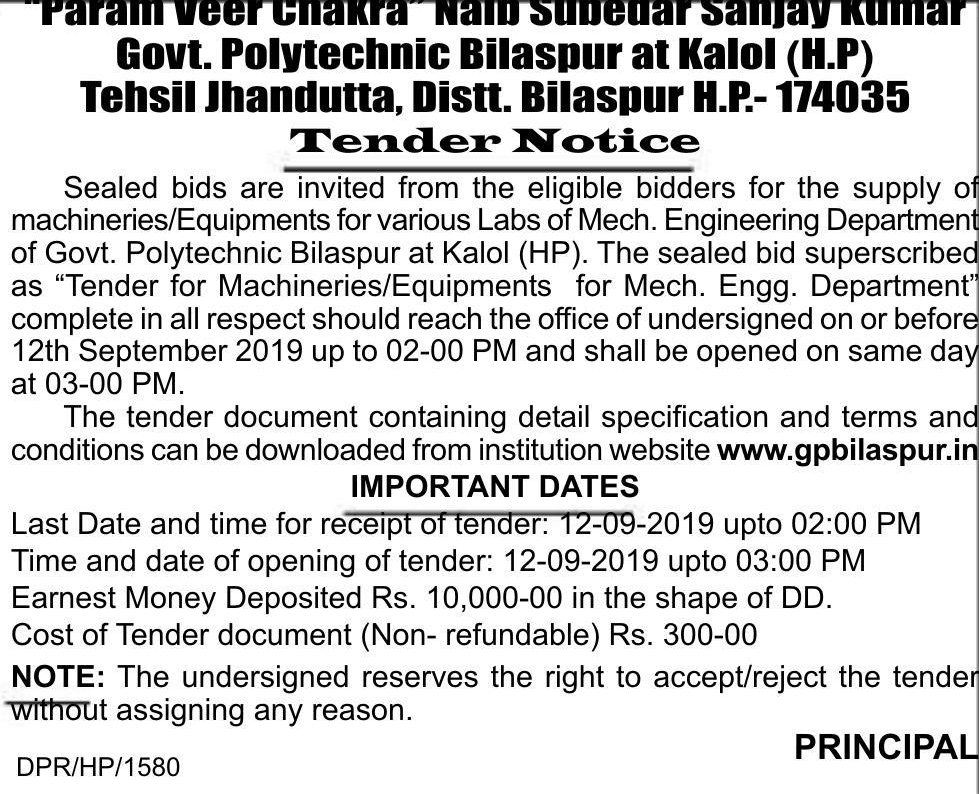 "Param Veer Chakra" Naib Subedar Sanjay Kumar
Govt. Polytechnic Bilaspur at Kalol (H.P)
Tehsil Jhandutta, Distt. Bilaspur H.P.- 174035
Tender Notice
Sealed bids are invited from the eligible bidders for the supply of
machineries/Equipments for various Labs of Mech. Engineering Department
of Govt. Polytechnic Bilaspur at Kalol (HP). The sealed bid superscribed
as “Tender for Machineries/Equipments for Mech. Engg. Department”
complete in all respect should reach the office of undersigned on or before
12th September 2019 up to 02-00 PM and shall be opened on same day
at 03-00 PM.
The tender document containing detail specification and terms and
conditions can be downloaded from institution website www.gpbilaspur.in
IMPORTANT DATES
Last Date and time for receipt of tender: 12-09-2019 upto 02:00 PM
Time and date of opening of tender: 12-09-2019 upto 03:00 PM
Earnest Money Deposited Rs. 10,000-00 in the shape of DD.
Cost of Tender document (Non- refundable) Rs. 300-00
NOTE: The undersigned reserves the right to accept/reject the tender
without assigning any reason.
PRINCIPAL
DPR/HP/1580